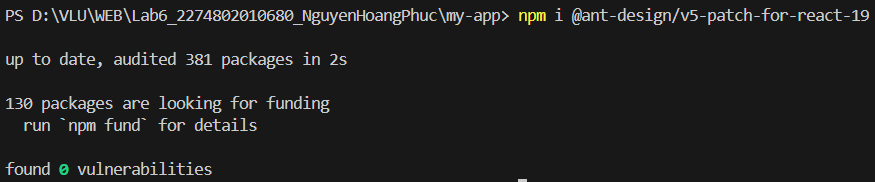 PS D:\VLU\WEB\Lab6_2274802010680_NguyenHoangPhuc\my-app> npm i @ant-design/v5-patch-for-react-19
up to date, audited 381 packages in 2s
130 packages are looking for funding
  run `npm fund` for details
found 0 vulnerabilities